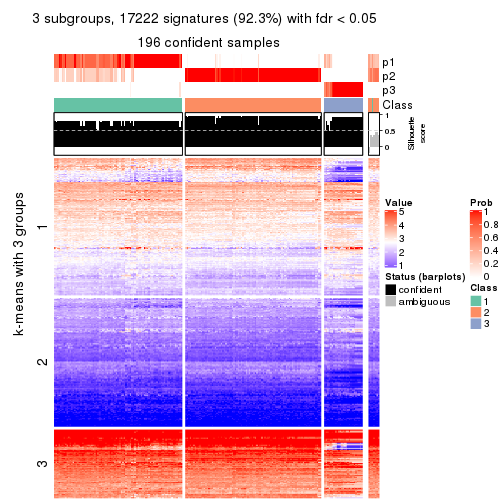 3 subgroups, 17222 signatures (92.3%) with fdr < 0.05
196 confident samples
p1
p2
p3
Class
1
0.5
0
Silhouette
score
k-means with 3 groups
1
2
3
Value
5
4
3
2
1
Status (barplots)
confident
ambiguous
Prob
1
0.8
0.6
0.4
0.2
0
Class
1
2
3